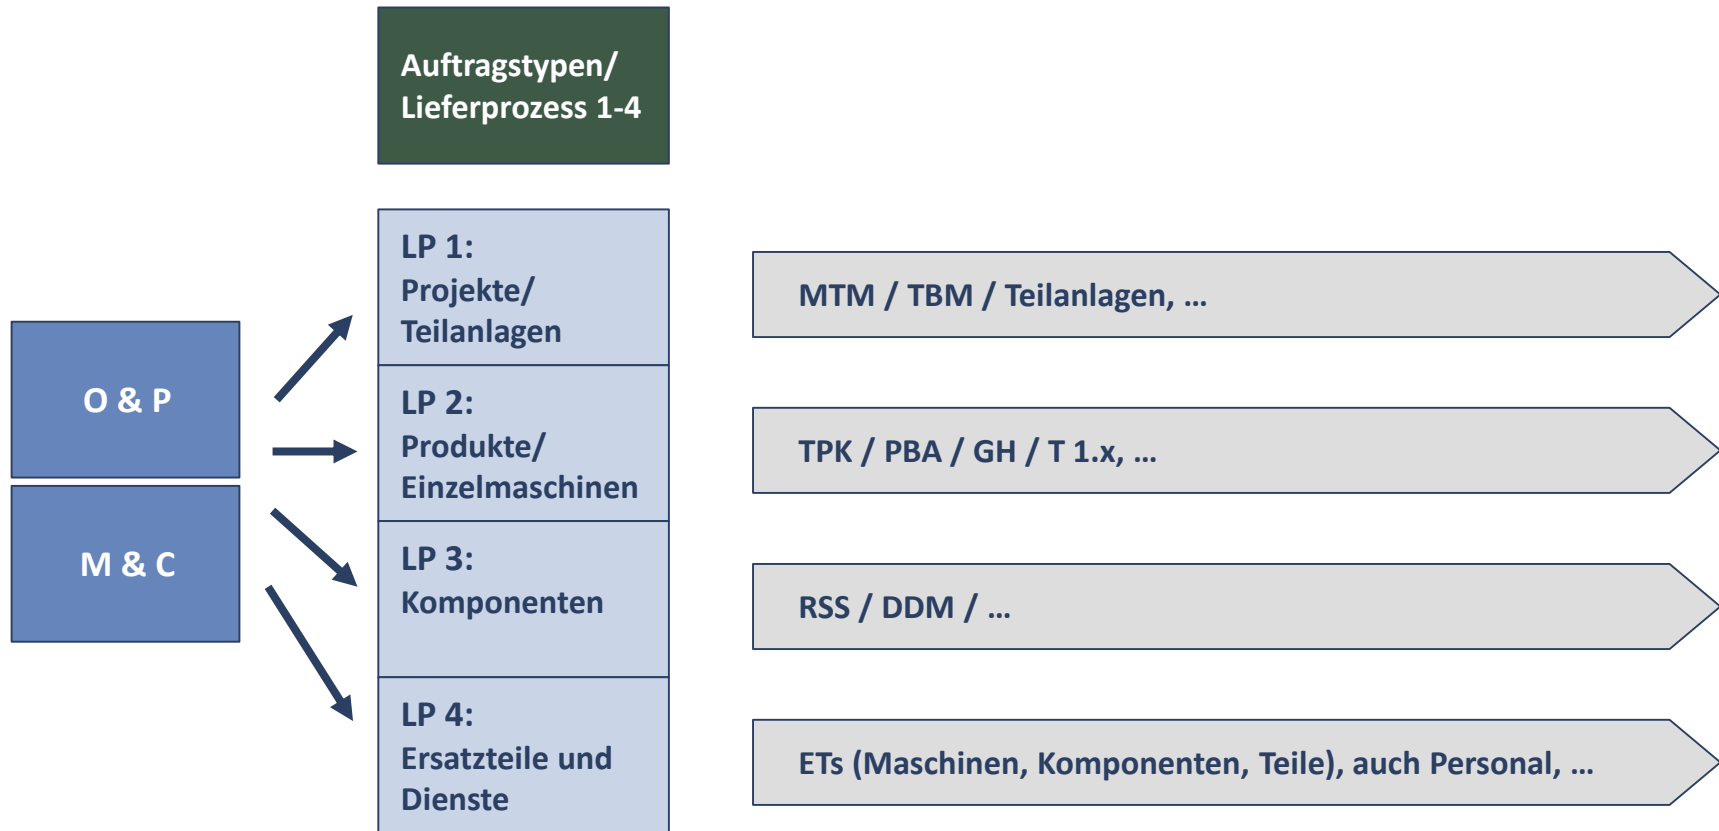 Auftragstypen/
Lieferprozess 1-4
O & P
M & C
LP 1:
Projekte/
Teilanlagen
MTM / TBM / Teilanlagen, ...
LP 2:
Produkte/
Einzelmaschinen
TPK / PBA / GH / T 1.x, ...
LP 3:
Komponenten
RSS / DDM / ...
LP 4:
Ersatzteile und
Dienste
ETs (Maschinen, Komponenten, Teile), auch Personal, ...